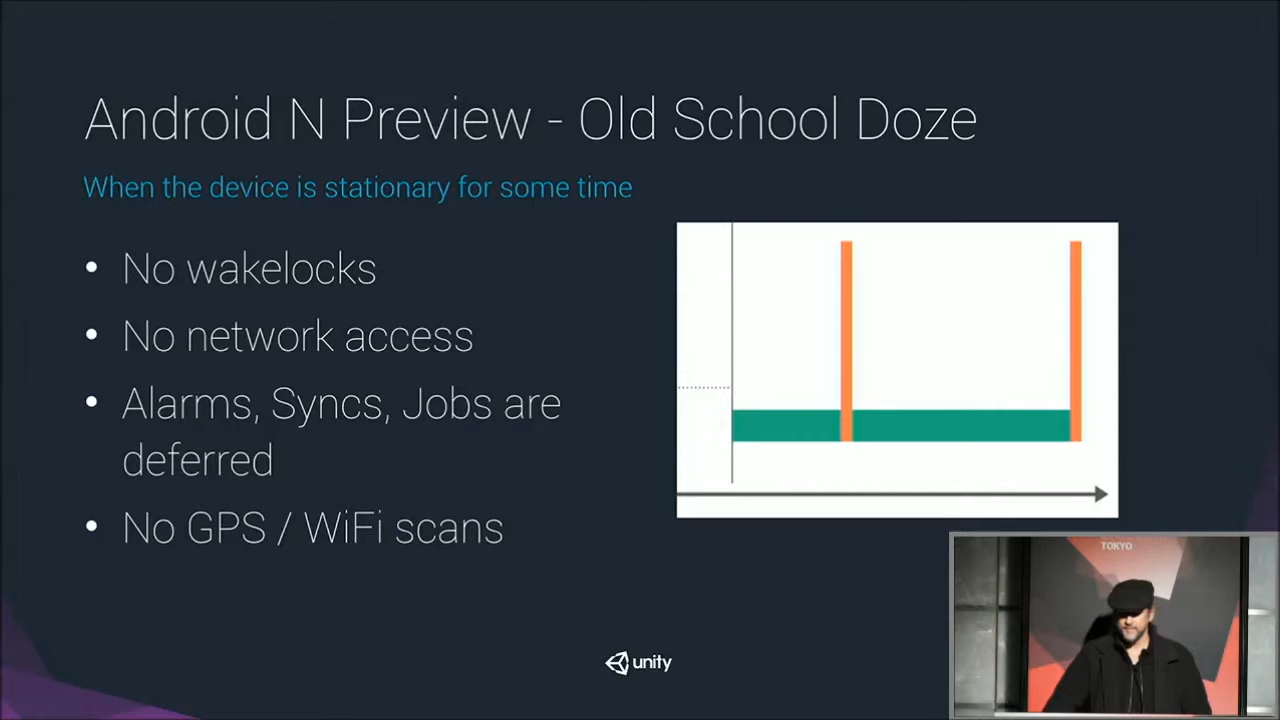 Android N Preview - Old School Doze
When the device is stationary for some time
• No wakelocks
• No network access
• Alarms, Syncs, Jobs are
deferred
• No GPS / WiFi scans
unity
TOKYO